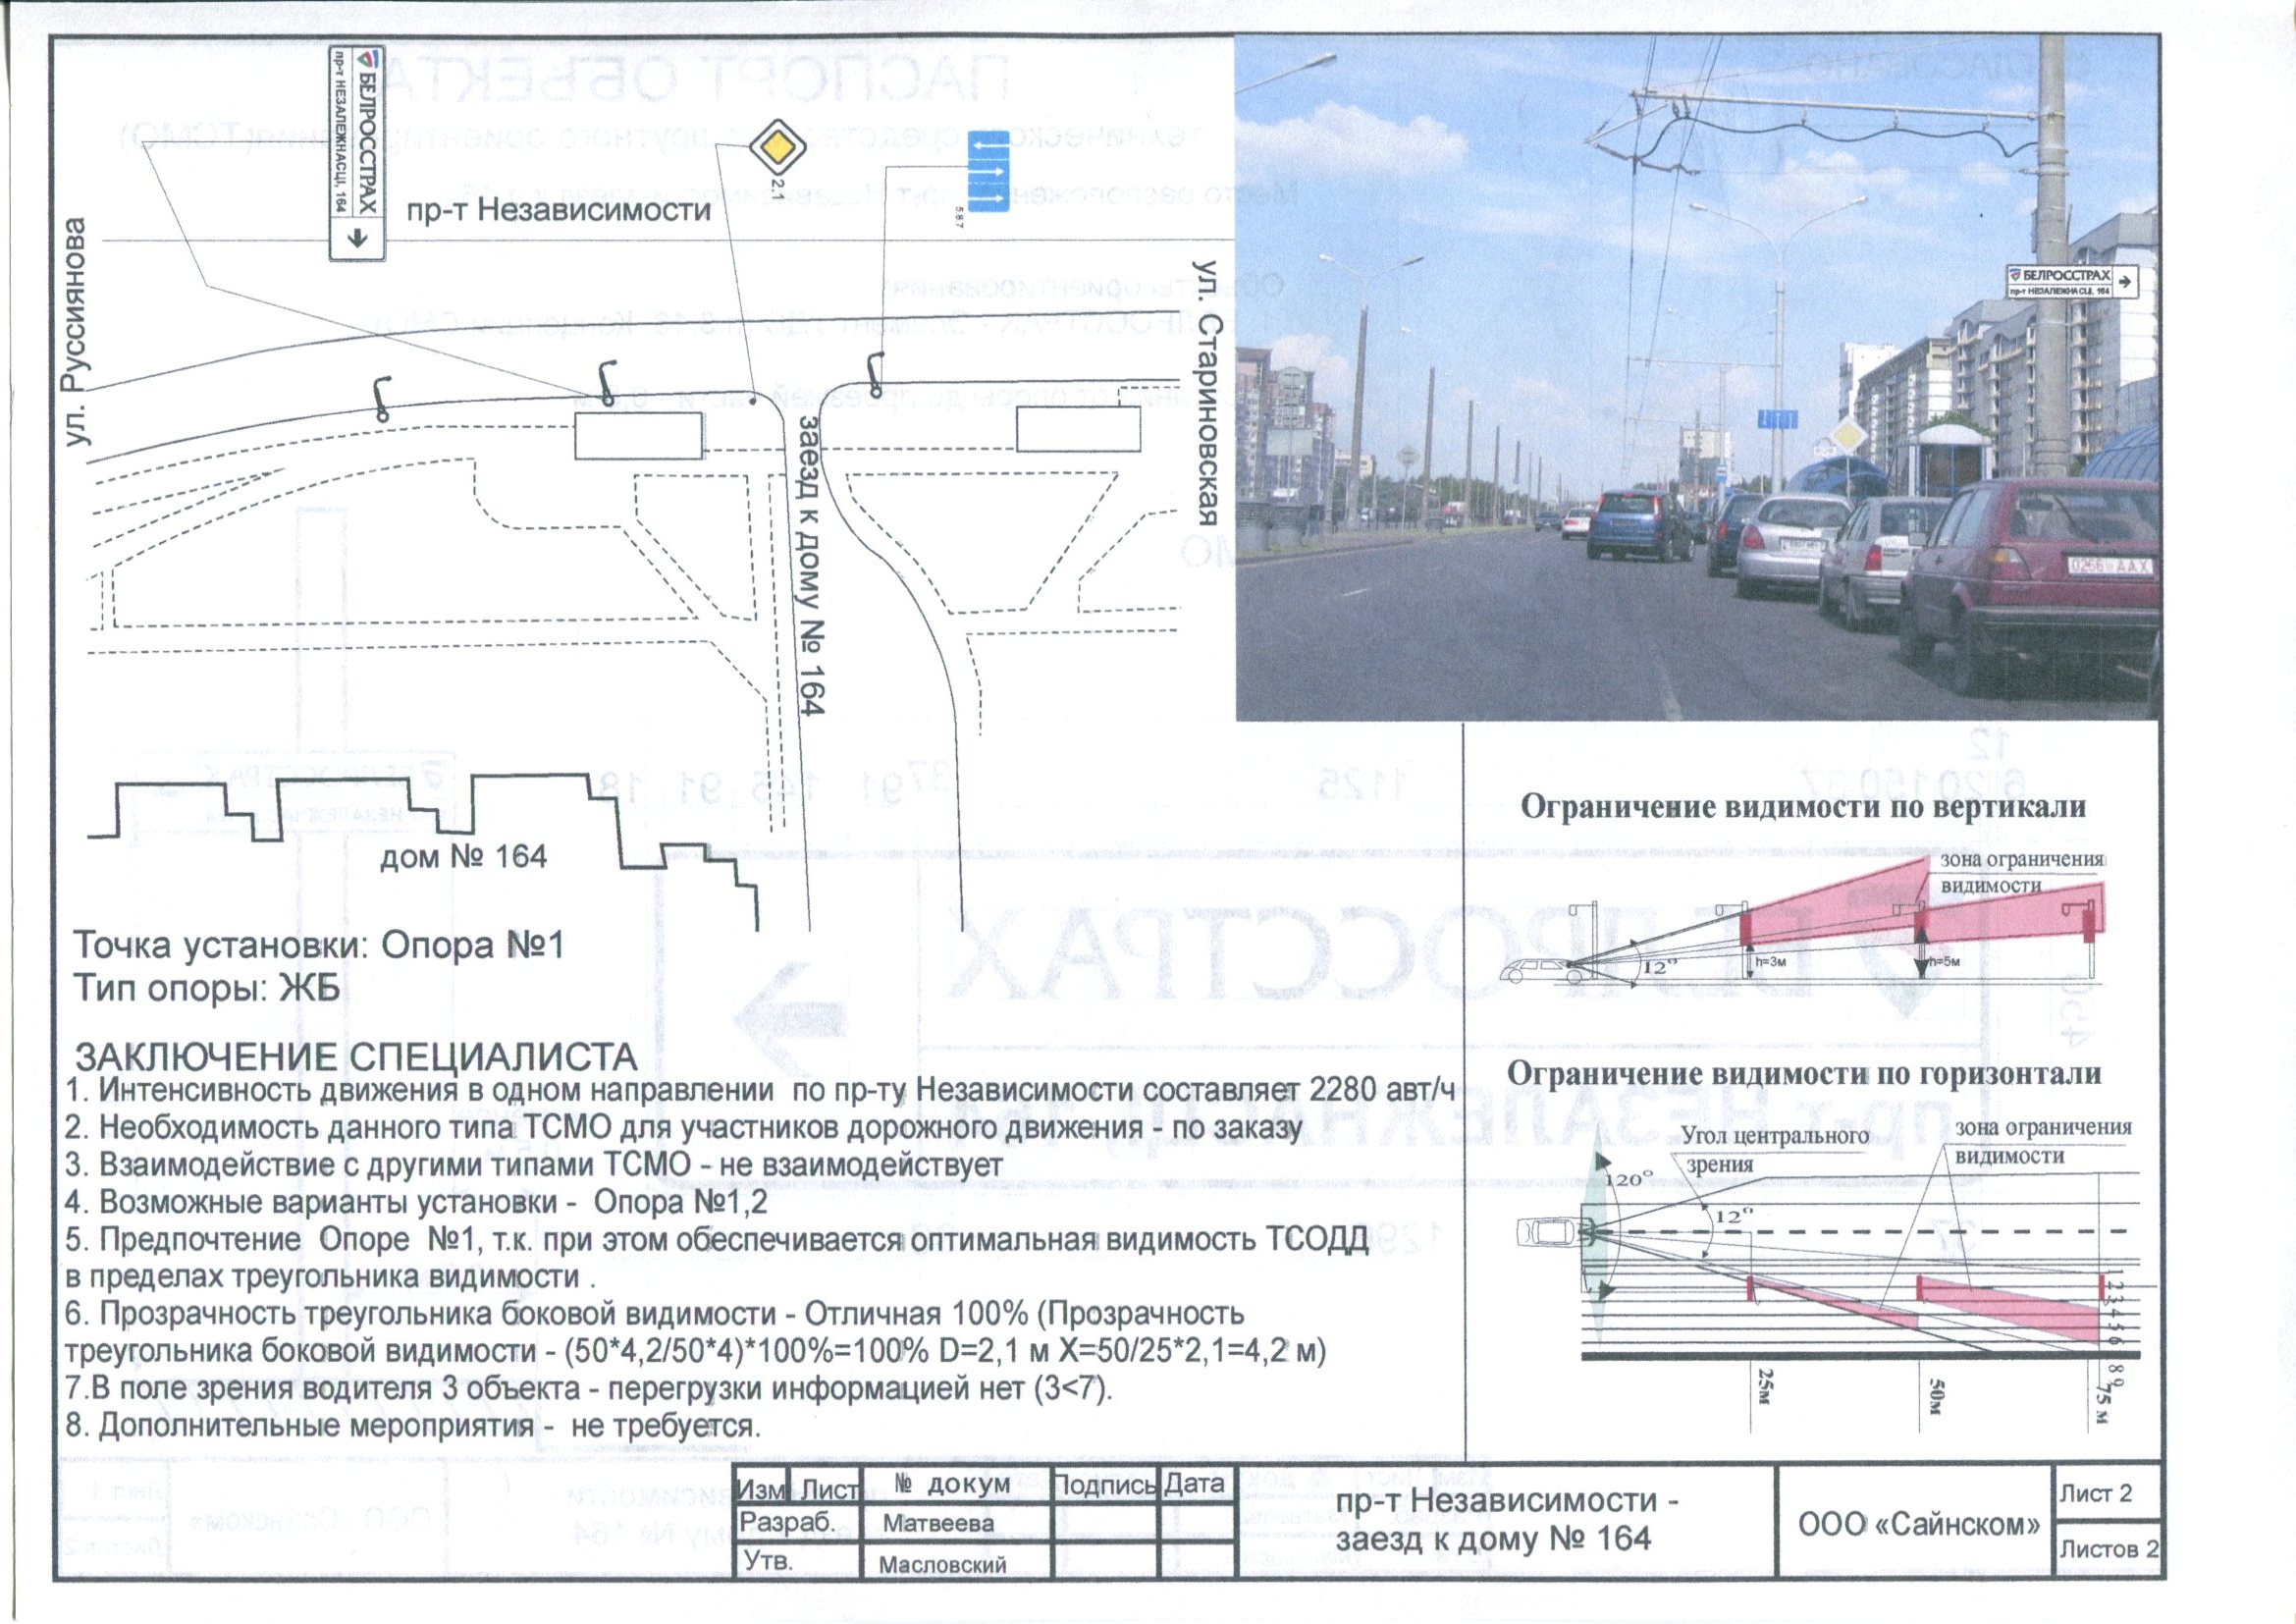 БЕЛРОССТРАХ
пр-т НЕЗАЛЕЖНАСЦІ, 164
2.1
5.8.7
пр-т Независимости
ул. Руссиянова
ул. Стариновская
заезд к дому № 164
дом № 164
БЕЛРОССТРАХ
пр-т НЕЗАЛЕЖНАСЦІ, 164
0266 ААХ
Точка установки: Опора №1
Тип опоры: ЖБ
ЗАКЛЮЧЕНИЕ СПЕЦИАЛИСТА
1. Интенсивность движения в одном направлении по пр-ту Независимости составляет 2280 авт/ч
2. Необходимость данного типа ТСМО для участников дорожного движения - по заказу
3. Взаимодействие с другими типами ТСМО - не взаимодействует
4. Возможные варианты установки - Опора №1,2
5. Предпочтение Опоре №1, т.к. при этом обеспечивается оптимальная видимость ТСОДД
в пределах треугольника видимости .
6. Прозрачность треугольника боковой видимости - Отличная 100% (Прозрачность
треугольника боковой видимости - (50*4,2/50*4)*100%=100% D=2,1 м X=50/25*2,1=4,2 м)
7.В поле зрения водителя 3 объекта - перегрузки информацией нет (3<7).
8. Дополнительные мероприятия - не требуется.
Ограничение видимости по вертикали
зона ограничения
видимости
12°
h=3м
h=5м
Ограничение видимости по горизонтали
Угол центрального
зрения
зона ограничения
видимости
120°
12°
1 2 3 4 5 6 8 9
25м
50м
75 м
Изм Лист № докум Подпись Дата
Разраб. Матвеева
Утв. Масловский
пр-т Независимости -
заезд к дому № 164
ООО «Сайнском»
Лист 2
Листов 2